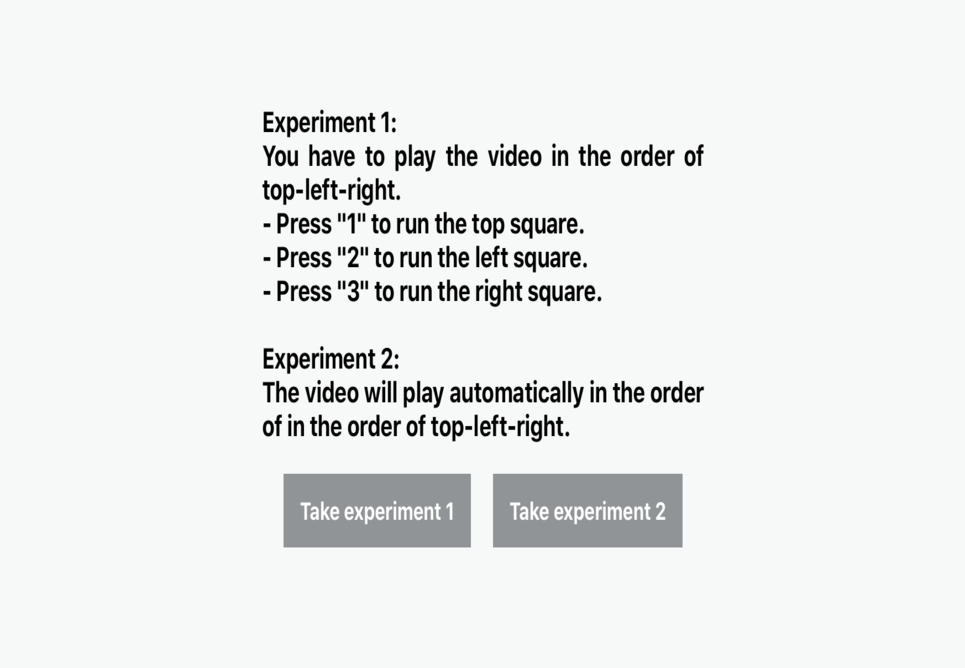 Experiment 1:
You have to play the video in the order of
top-left-right.
- Press "1" to run the top square.
- Press "2" to run the left square.
- Press "3" to run the right square.
Experiment 2:
The video will play automatically in the order
of in the order of top-left-right.
Take experiment 1
Take experiment 2